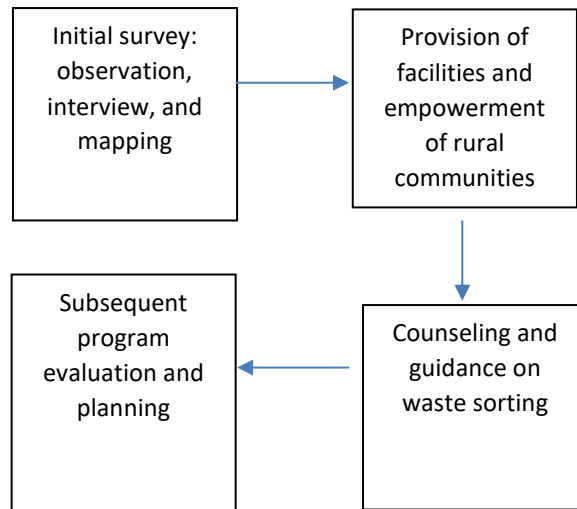 Initial survey:
observation,
interview, and
mapping
Provision of
facilities and
empowerment
of rural
communities
Counseling and
guidance on
waste sorting
Subsequent
program
evaluation and
planning